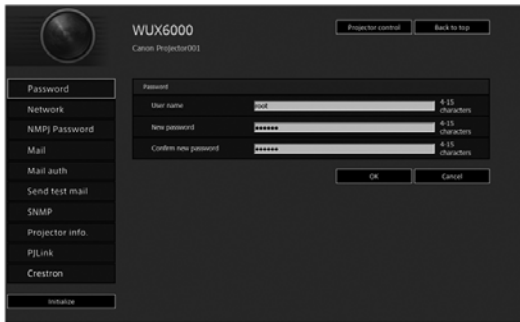 WUX6000
Canon Projector001
Projector control
Back to top
Password
Network
NMPJ Password
Mail
Mail auth
Send test mail
SNMP
Projector info.
PJLink
Crestron
Initialize
Password
User name
root
4-15
characters
New password
••••••
4-15
characters
Confirm new password
••••••
4-15
characters
OK
Cancel